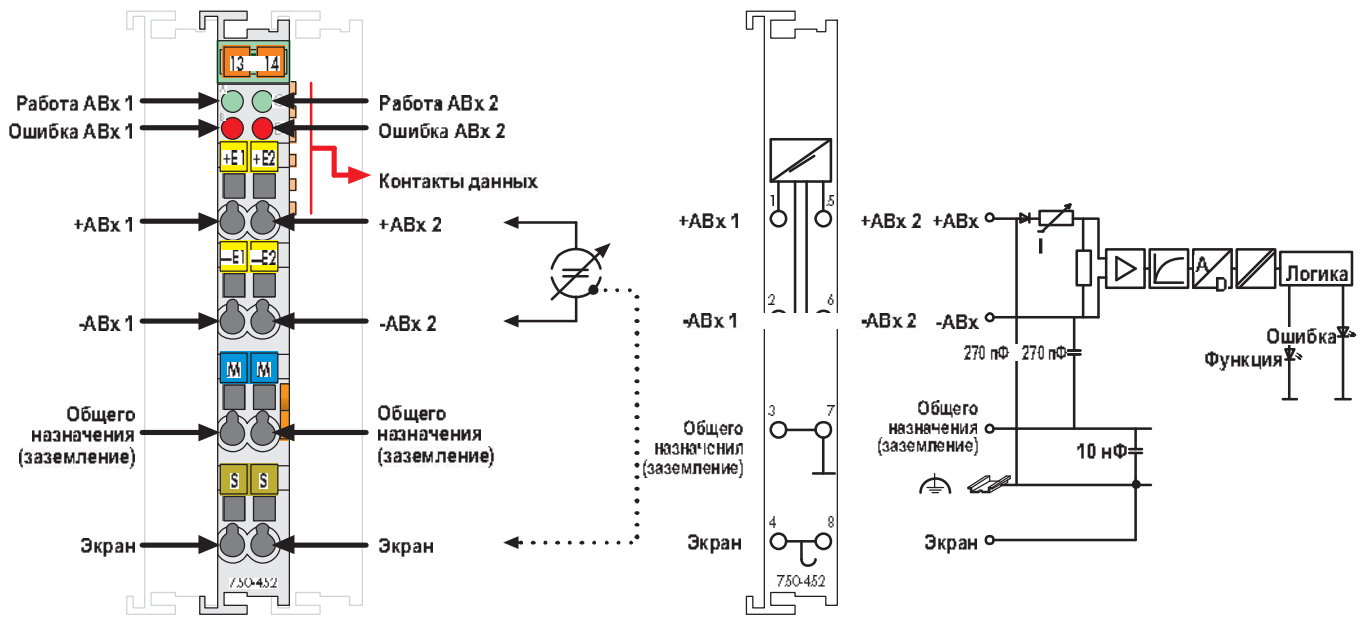 13 14
A C
Работа АВх 1
Работа АВх 2
Ошибка АВх 1
Ошибка АВх 2
+E1 +E2
Контакты данных
+АВх 1
+АВх 2
—E1 —E2
-АВх 1
-АВх 2
M M
Общего
назначения
(заземление)
Общего
назначения
(заземление)
S S
Экран
Экран
750-452
1 5
+АВх 1
+АВх 2
2 6
-АВх 1
-АВх 2
3 7
Общего
назначения
(заземление)
4 8
Экран
750-452
+АВх
I
A
D
Логика
-АВх
270 пФ 270 пФ
Ошибка
Функция
Общего
назначения
(заземление)
10 нФ
Экран